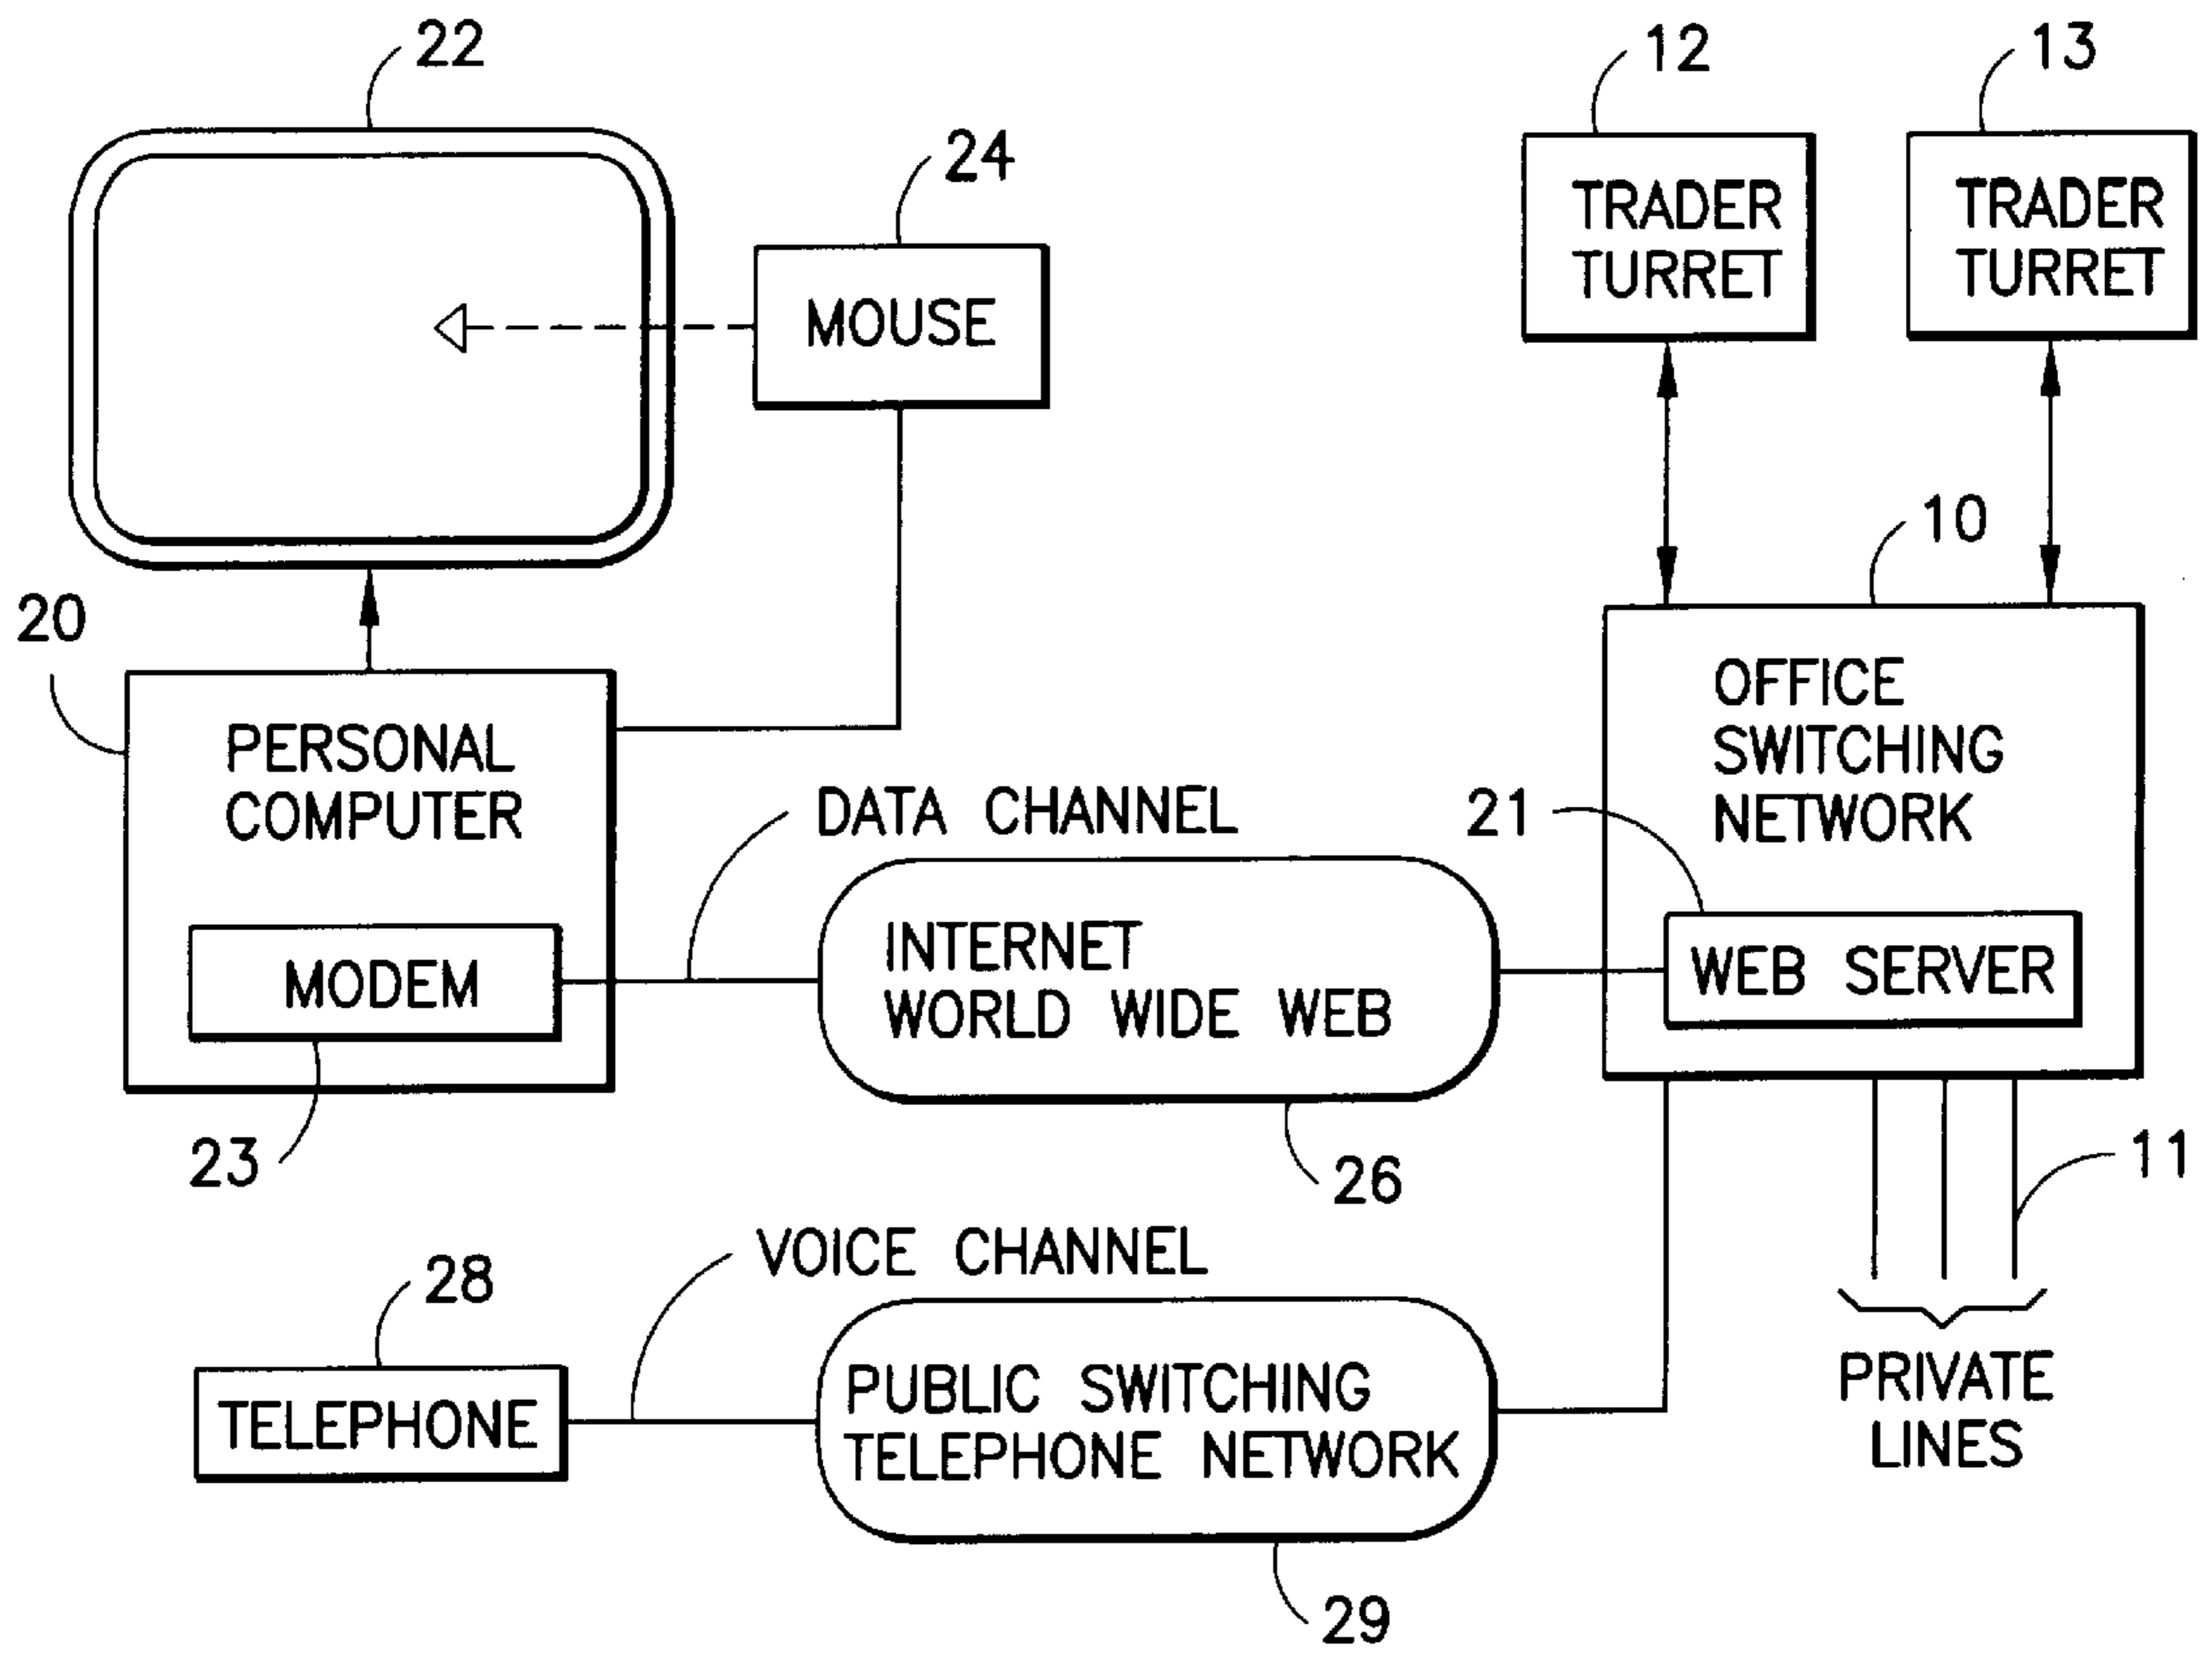 22
12
13
24
TRADER
TURRET
TRADER
TURRET
MOUSE
10
20
OFFICE
SWITCHING
NETWORK
PERSONAL
COMPUTER
DATA CHANNEL
21
INTERNET
WORLD WIDE WEB
WEB SERVER
MODEM
23
26
11
VOICE CHANNEL
28
PRIVATE
LINES
TELEPHONE
PUBLIC SWITCHING
TELEPHONE NETWORK
29